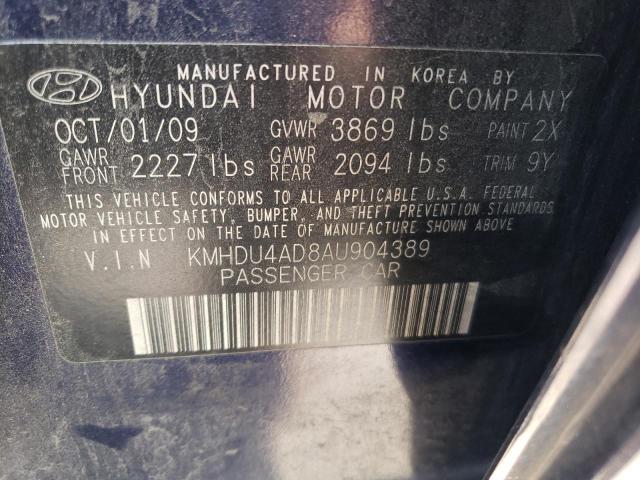 MANUFACTURED IN KOREA BY
HYUNDAI MOTOR COMPANY
OCT/01/09 GVWR 3869 lbs PAINT 2X
GAWR FRONT 2227 lbs GAWR REAR 2094 lbs TRIM 9Y
THIS VEHICLE CONFORMS TO ALL APPLICABLE U.S.A. FEDERAL
MOTOR VEHICLE SAFETY, BUMPER, AND THEFT PREVENTION STANDARDS
IN EFFECT ON THE DATE OF MANUFACTURE SHOWN ABOVE
V.I.N KMHDU4AD8AU904389
PASSENGER CAR